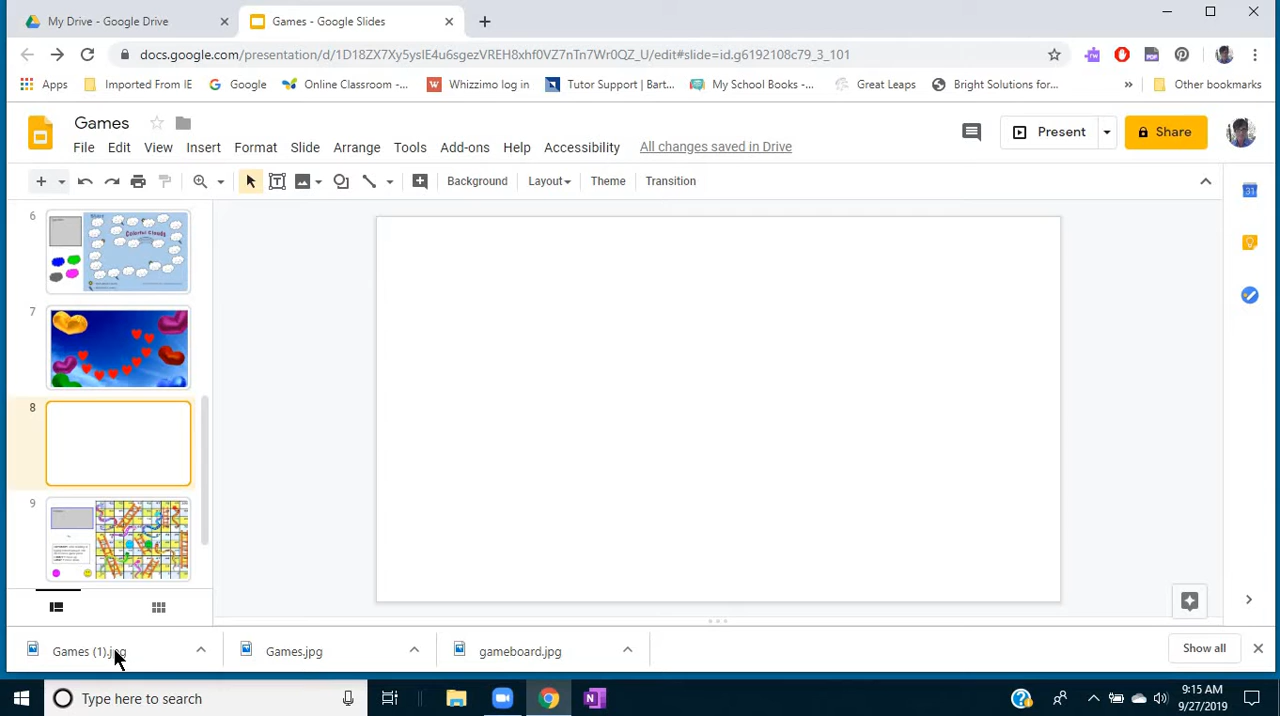 My Drive - Google Drive
Games - Google Slides
docs.google.com/presentation/d/1D18ZX7Xy5yslE4u6sgezVREH8xhf0VZ7nTn7Wr0QZ_U/edit#slide=id.g6192108c79_3_101
Apps Imported From IE Google Online Classroom -... Whizzimo log in Tutor Support | Bart... My School Books -... Great Leaps Bright Solutions for... » Other bookmarks
Games
File Edit View Insert Format Slide Arrange Tools Add-ons Help Accessibility All changes saved in Drive
Present
Share
Background Layout Theme Transition
31
6
Colorful Clouds
7
8
9
Games (1).jpg
Games.jpg
gameboard.jpg
Show all
Type here to search
9:15 AM
9/27/2019